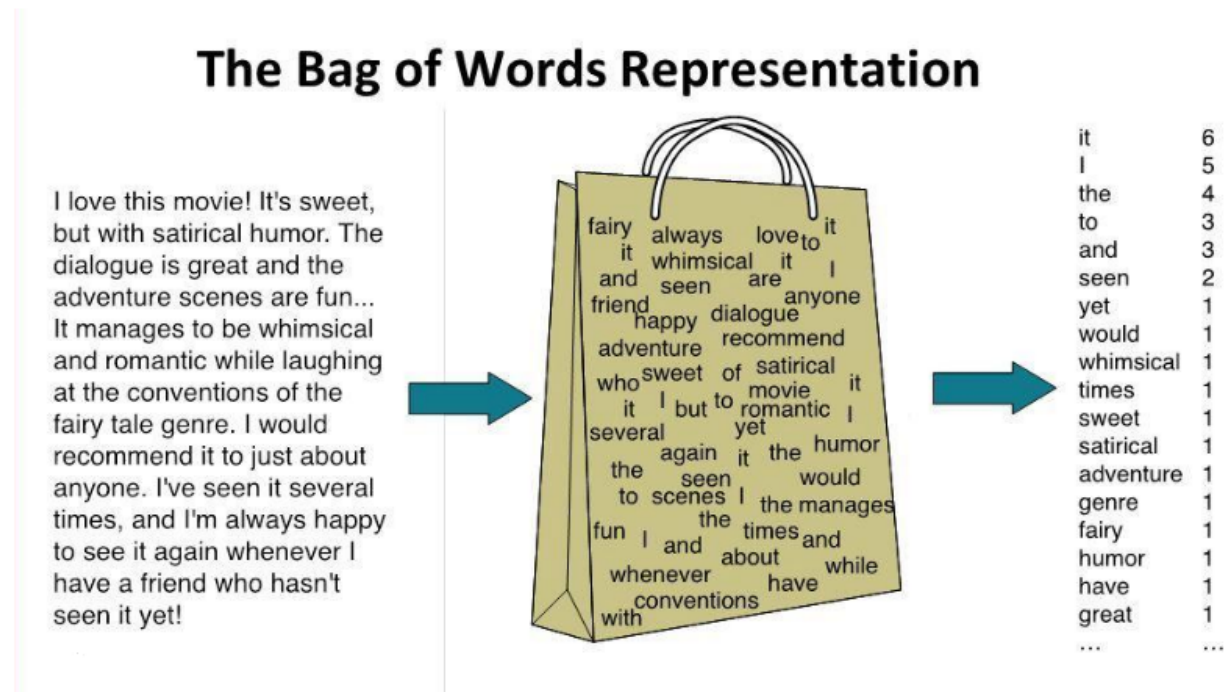 The Bag of Words Representation
I love this movie! It's sweet,
but with satirical humor. The
dialogue is great and the
adventure scenes are fun...
It manages to be whimsical
and romantic while laughing
at the conventions of the
fairy tale genre. I would
recommend it to just about
anyone. I've seen it several
times, and I'm always happy
to see it again whenever I
have a friend who hasn't
seen it yet!
fairy always love to it
it whimsical it I
and seen are anyone
friend happy dialogue
adventure recommend
who sweet of satirical
it I but to movie it
romantic I
several yet
again it the humor
the seen would
to scenes I the manages
fun I and the times and
whenever about while
have
conventions
with
it 6
I 5
the 4
to 3
and 3
seen 2
yet 1
would 1
whimsical 1
times 1
sweet 1
satirical 1
adventure 1
genre 1
fairy 1
humor 1
have 1
great 1
... ...